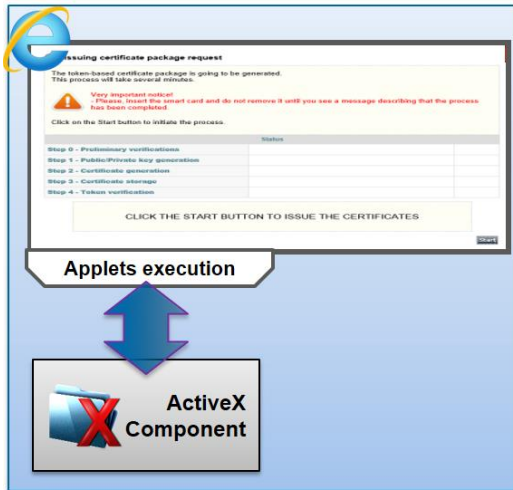 Issuing certificate package request
The token-based certificate package is going to be generated.
This process will take several minutes.
Very important notice!
- Please, insert the smart card and do not remove it until you see a message describing that the process
has been completed.
Click on the Start button to initiate the process.
Status
Step 0 - Preliminary verifications
Step 1 - Public/Private key generation
Step 2 - Certificate generation
Step 3 - Certificate storage
Step 4 - Token verification
CLICK THE START BUTTON TO ISSUE THE CERTIFICATES
Start
Applets execution
ActiveX
Component